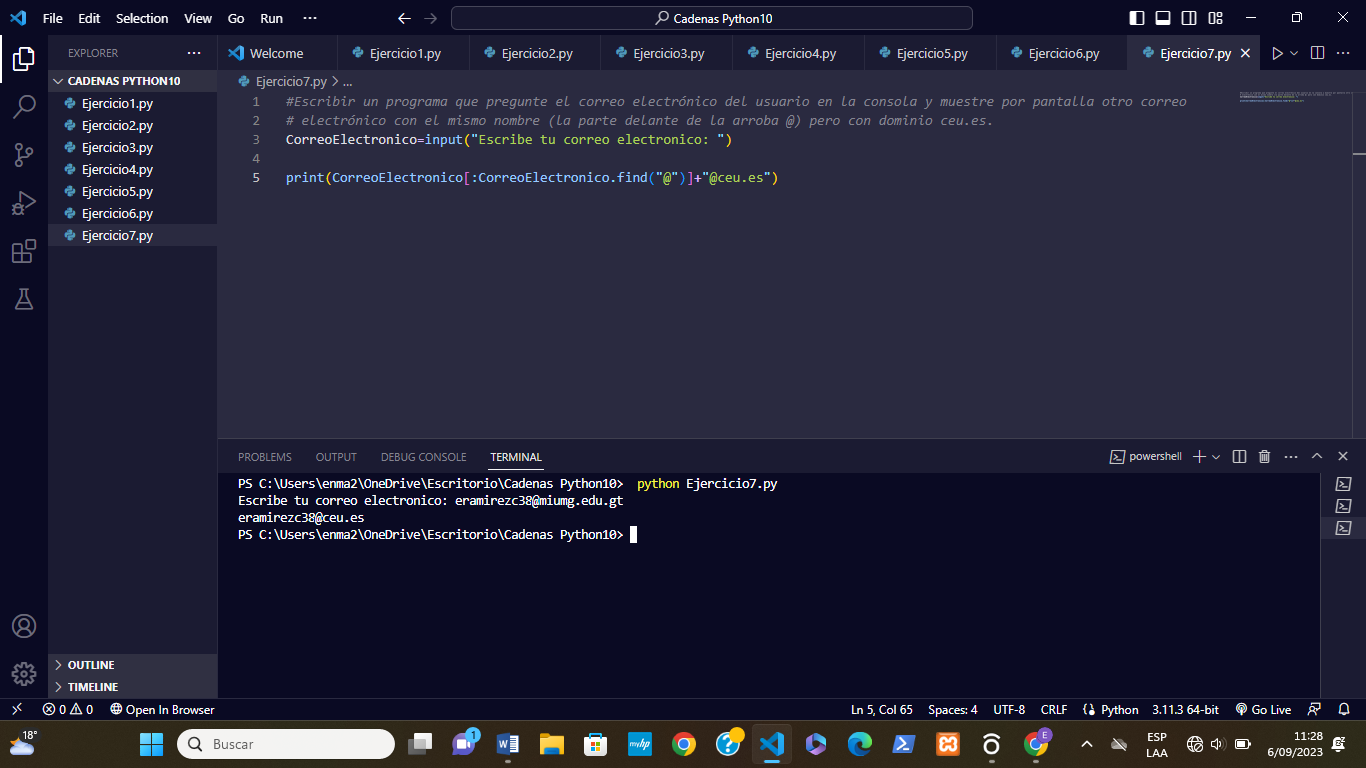 File Edit Selection View Go Run ··· Cadenas Python10
EXPLORER ··· Welcome Ejercicio1.py Ejercicio2.py Ejercicio3.py Ejercicio4.py Ejercicio5.py Ejercicio6.py Ejercicio7.py
CADENAS PYTHON10
Ejercicio1.py
Ejercicio2.py
Ejercicio3.py
Ejercicio4.py
Ejercicio5.py
Ejercicio6.py
Ejercicio7.py
Ejercicio7.py > ...
1 #Escribir un programa que pregunte el correo electrónico del usuario en la consola y muestre por pantalla otro correo
2 # electrónico con el mismo nombre (la parte delante de la arroba @) pero con dominio ceu.es.
3 CorreoElectronico=input("Escribe tu correo electronico: ")
4
5 print(CorreoElectronico[:CorreoElectronico.find("@")]+"@ceu.es")
PROBLEMS OUTPUT DEBUG CONSOLE TERMINAL powershell
PS C:\Users\enma2\OneDrive\Escritorio\Cadenas Python10> python Ejercicio7.py
Escribe tu correo electronico: eramirezc38@miumg.edu.gt
eramirezc38@ceu.es
PS C:\Users\enma2\OneDrive\Escritorio\Cadenas Python10>
OUTLINE
TIMELINE
0 0 Open In Browser Ln 5, Col 65 Spaces: 4 UTF-8 CRLF Python 3.11.3 64-bit Go Live
18° Buscar 1 myhp E ESP LAA 11:28 6/09/2023